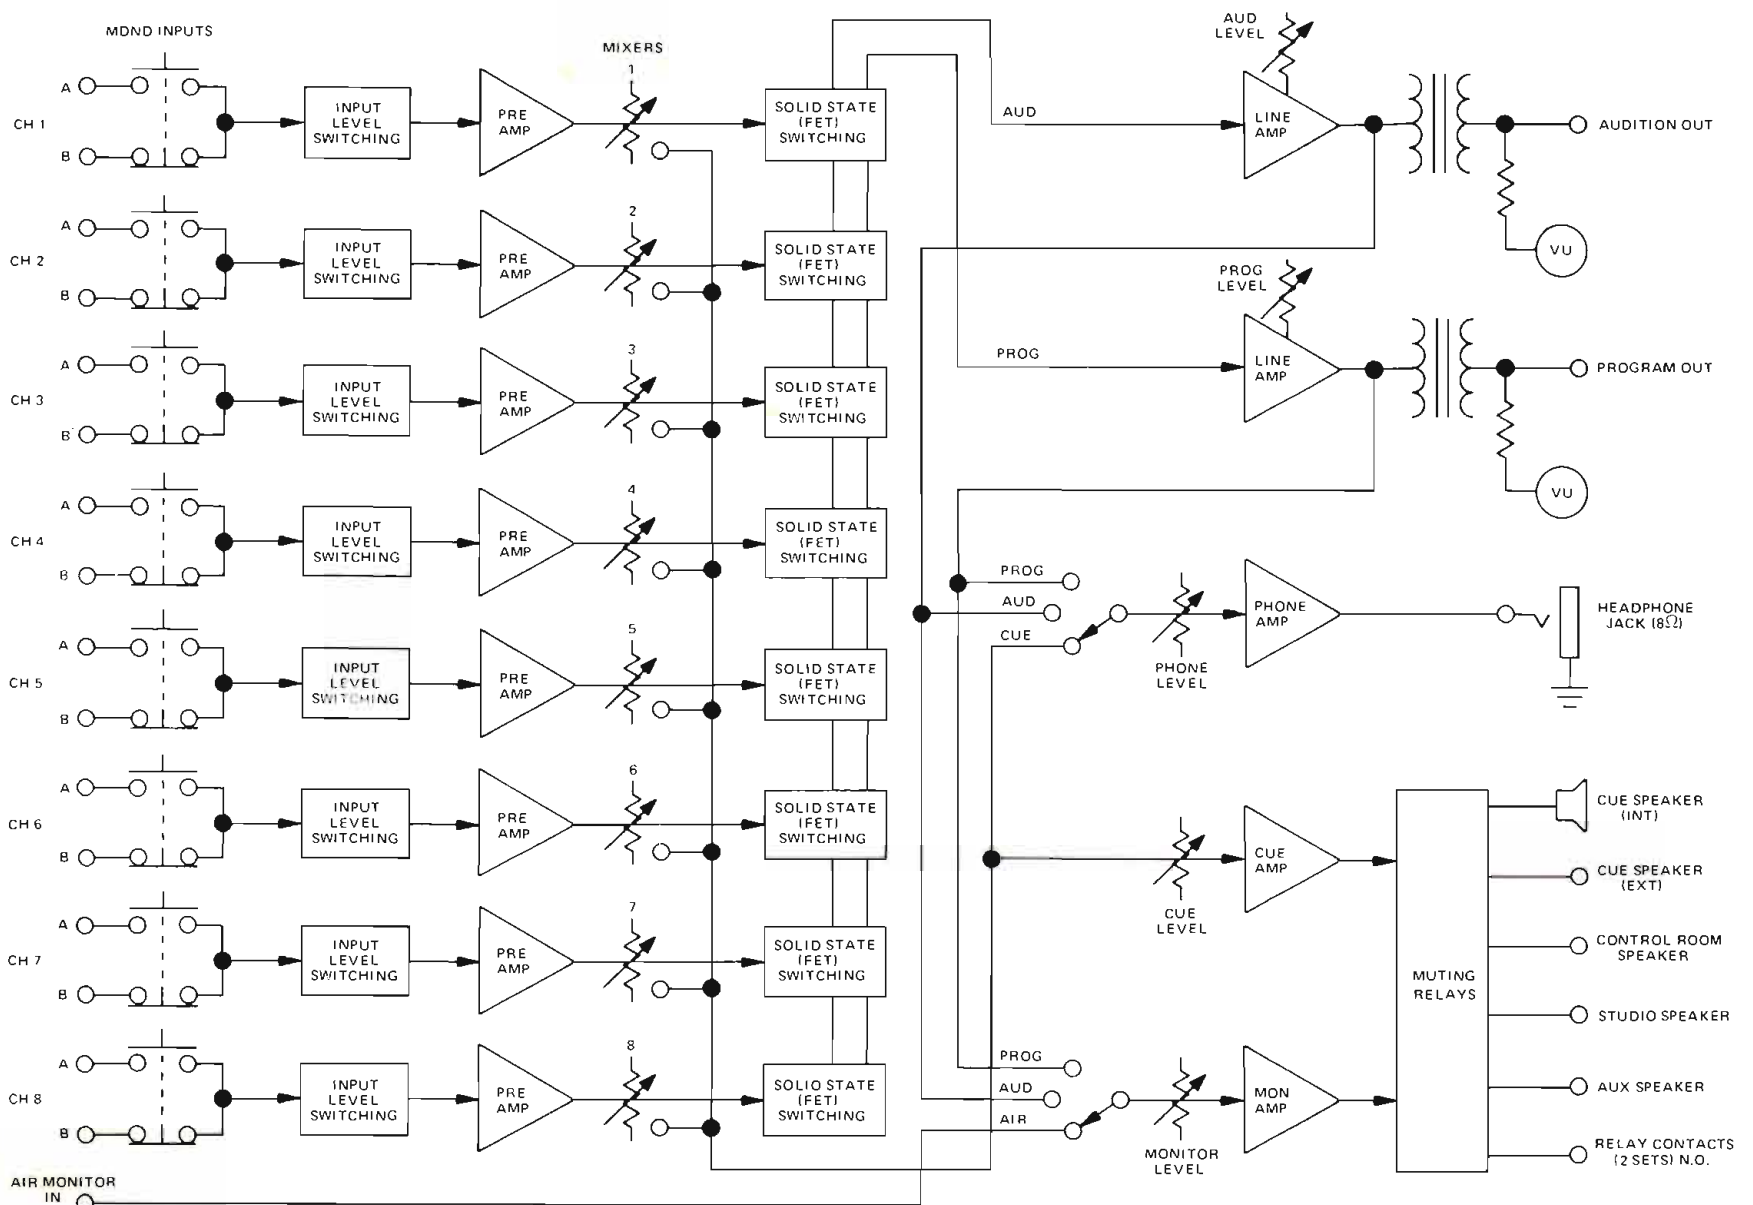 MDND INPUTS
MIXERS
AUD
LEVEL
CH 1
A
B
INPUT
LEVEL
SWITCHING
PRE
AMP
1
SOLID STATE
(FET)
SWITCHING
AUD
LINE
AMP
AUDITION OUT
VU
CH 2
A
B
INPUT
LEVEL
SWITCHING
PRE
AMP
2
SOLID STATE
(FET)
SWITCHING
PROG
LEVEL
CH 3
A
B
INPUT
LEVEL
SWITCHING
PRE
AMP
3
SOLID STATE
(FET)
SWITCHING
PROG
LINE
AMP
PROGRAM OUT
VU
CH 4
A
B
INPUT
LEVEL
SWITCHING
PRE
AMP
4
SOLID STATE
(FET)
SWITCHING
PROG
AUD
CUE
PHONE
LEVEL
PHONE
AMP
HEADPHONE
JACK (8Ω)
CH 5
A
B
INPUT
LEVEL
SWITCHING
PRE
AMP
5
SOLID STATE
(FET)
SWITCHING
CH 6
A
B
INPUT
LEVEL
SWITCHING
PRE
AMP
6
SOLID STATE
(FET)
SWITCHING
CUE
LEVEL
CUE
AMP
CUE SPEAKER
(INT)
CUE SPEAKER
(EXT)
CH 7
A
B
INPUT
LEVEL
SWITCHING
PRE
AMP
7
SOLID STATE
(FET)
SWITCHING
MUTING
RELAYS
CONTROL ROOM
SPEAKER
STUDIO SPEAKER
CH 8
A
B
INPUT
LEVEL
SWITCHING
PRE
AMP
8
SOLIO STATE
(FET)
SWITCHING
PROG
AUD
AIR
MONITOR
LEVEL
MON
AMP
AUX SPEAKER
RELAY CONTACTS
(2 SETS) N.O.
AIR MONITOR
IN